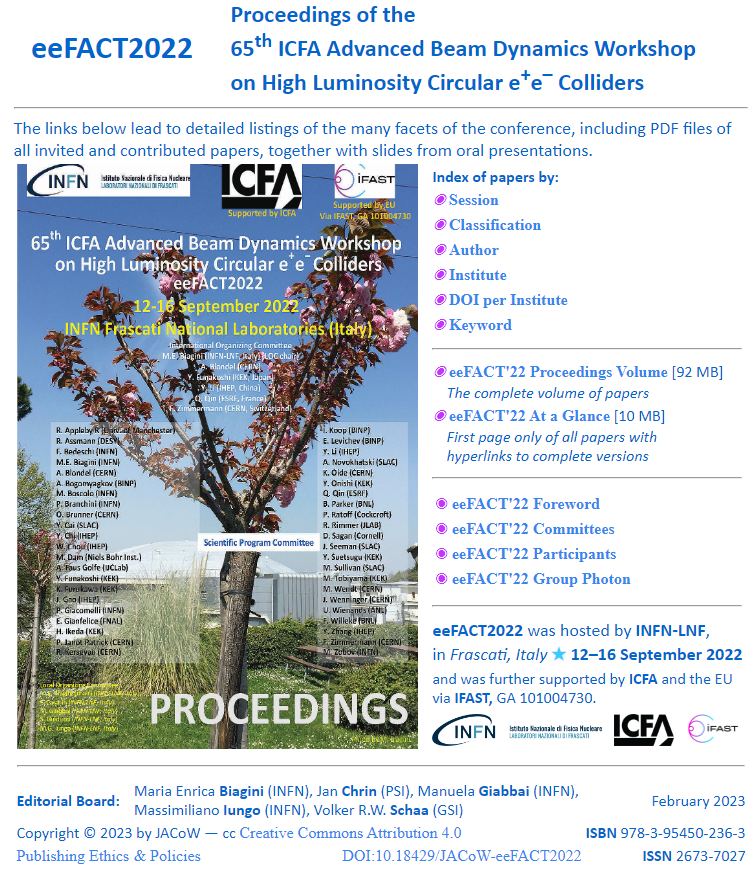 eeFACT2022
Proceedings of the
65th ICFA Advanced Beam Dynamics Workshop
on High Luminosity Circular e+e– Colliders
The links below lead to detailed listings of the many facets of the conference, including PDF files of
all invited and contributed papers, together with slides from oral presentations.
INFN
Istituto Nazionale di Fisica Nucleare
LABORATORI NAZIONALI DI FRASCATI
ICFA
Supported by ICFA
iFAST
Supported by EU
Via IFAST, GA 101004730
65th ICFA Advanced Beam Dynamics Workshop
on High Luminosity Circular e+e– Colliders
eeFACT2022
12-16 September 2022
INFN Frascati National Laboratories (Italy)
International Organizing Committee
M.E. Biagini (INFN-LNF, Italy) (LOC chair)
A. Blondel (CERN)
Y. Funakoshi (KEK, Japan)
Y. Li (IHEP, China)
Q. Qin (ESRF, France)
F. Zimmermann (CERN, Switzerland)
R. Appleby R (Univ. of Manchester)
R. Assmann (DESY)
F. Bedeschi (INFN)
M.E. Biagini (INFN)
A. Blondel (CERN)
A. Bogomyagkov (BINP)
M. Boscolo (INFN)
P. Branchini (INFN)
O. Brunner (CERN)
Y. Cai (SLAC)
Y. Chi (IHEP)
W. Chou (IHEP)
M. Dam (Niels Bohr Inst.)
A. Faus Golfe (IJCLab)
Y. Funakoshi (KEK)
K. Furukawa (KEK)
J. Gao (IHEP)
P. Giacomelli (INFN)
E. Gianfelice (FNAL)
H. Ikeda (KEK)
P. Janot Patrick (CERN)
R. Kersevan (CERN)
Scientific Program Committee
I. Koop (BINP)
E. Levichev (BINP)
Y. Li (IHEP)
A. Novokhatski (SLAC)
K. Oide (CERN)
Y. Onishi (KEK)
Q. Qin (ESRF)
B. Parker (BNL)
P. Ratoff (Cockcroft)
R. Rimmer (JLAB)
D. Sagan (Cornell)
J. Seeman (SLAC)
Y. Suetsugu (KEK)
M. Sullivan (SLAC)
M. Tobiyama (KEK)
M. Wendt (CERN)
J. Wenninger (CERN)
U. Wienands (ANL)
F. Willeke (BNL)
Y. Zhang (IHEP)
F. Zimmermann (CERN)
M. Zobov (INFN)
Local Organizing Committee
PROCEEDINGS
Index of papers by:
Session
Classification
Author
Institute
DOI per Institute
Keyword
eeFACT'22 Proceedings Volume [92 MB]
The complete volume of papers
eeFACT'22 At a Glance [10 MB]
First page only of all papers with
hyperlinks to complete versions
eeFACT'22 Foreword
eeFACT'22 Committees
eeFACT'22 Participants
eeFACT'22 Group Photon
eeFACT2022 was hosted by INFN-LNF,
in Frascati, Italy ★ 12–16 September 2022
and was further supported by ICFA and the EU
via IFAST, GA 101004730.
INFN
Istituto Nazionale di Fisica Nucleare
LABORATORI NAZIONALI DI FRASCATI
ICFA
iFAST
Editorial Board:
Maria Enrica Biagini (INFN), Jan Chrin (PSI), Manuela Giabbai (INFN),
Massimiliano Iungo (INFN), Volker R.W. Schaa (GSI)
February 2023
Copyright © 2023 by JACoW — cc Creative Commons Attribution 4.0
ISBN 978-3-95450-236-3
Publishing Ethics & Policies
DOI:10.18429/JACoW-eeFACT2022
ISSN 2673-7027